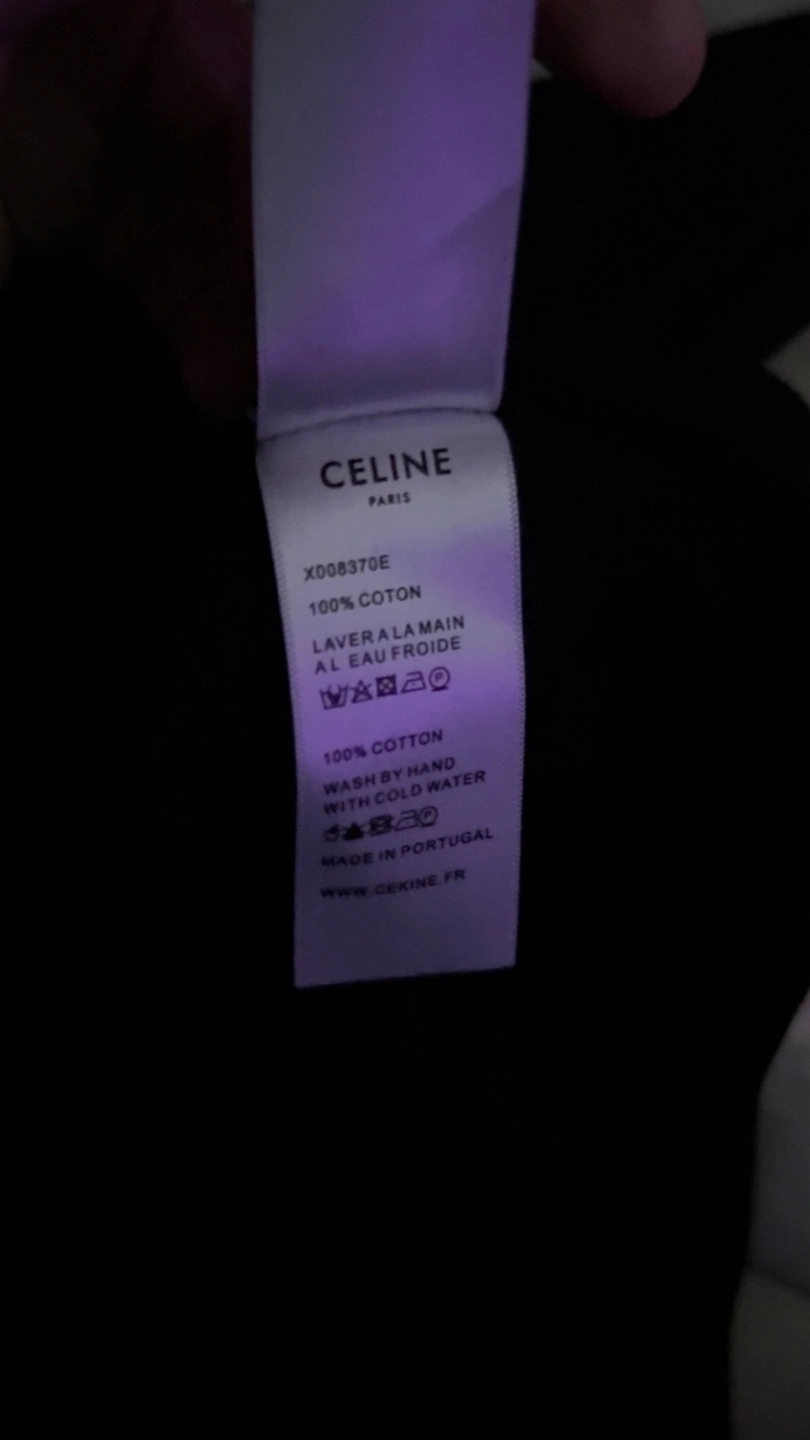 CELINE
PARIS
X008370E
100% COTON
LAVER A LA MAIN
A L EAU FROIDE
P
100% COTTON
WASH BY HAND
WITH COLD WATER
P
MADE IN PORTUGAL
WWW.CEKINE.FR